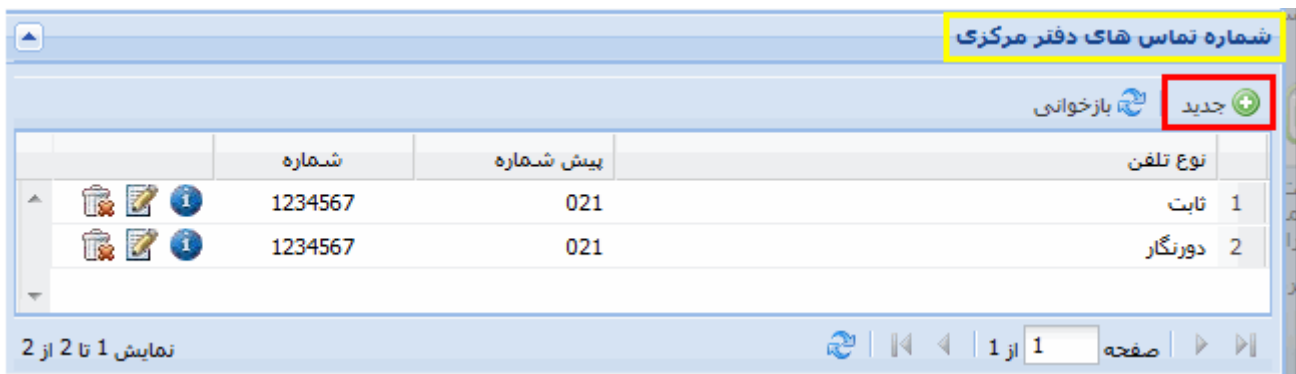 شماره تماس های دفتر مرکزی
جدید بازخوانی
نوع تلفن پیش شماره شماره
1 ثابت 021 1234567
2 دورنگار 021 1234567
صفحه 1 از 1 نمایش 1 تا 2 از 2